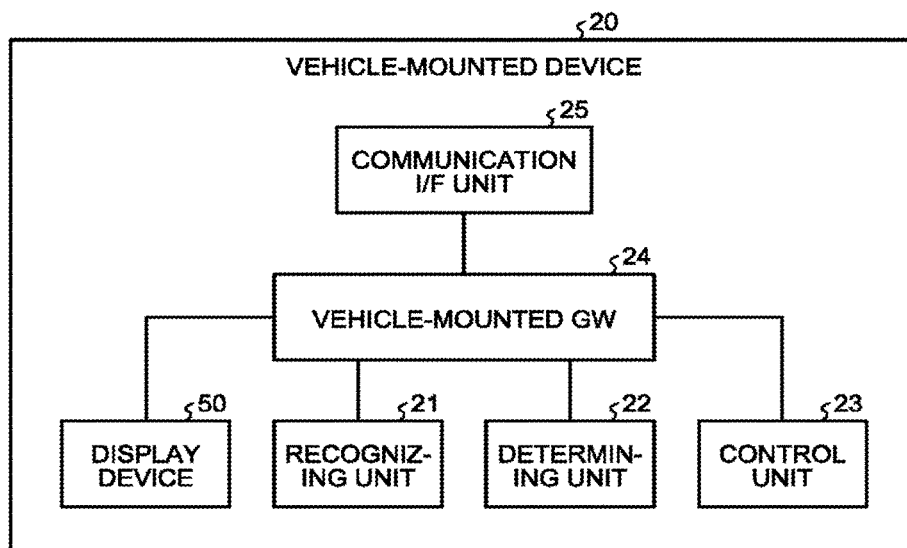 20
VEHICLE-MOUNTED DEVICE
25
COMMUNICATION
I/F UNIT
24
VEHICLE-MOUNTED GW
50
DISPLAY
DEVICE
21
RECOGNIZ-
ING UNIT
22
DETERMIN-
ING UNIT
23
CONTROL
UNIT